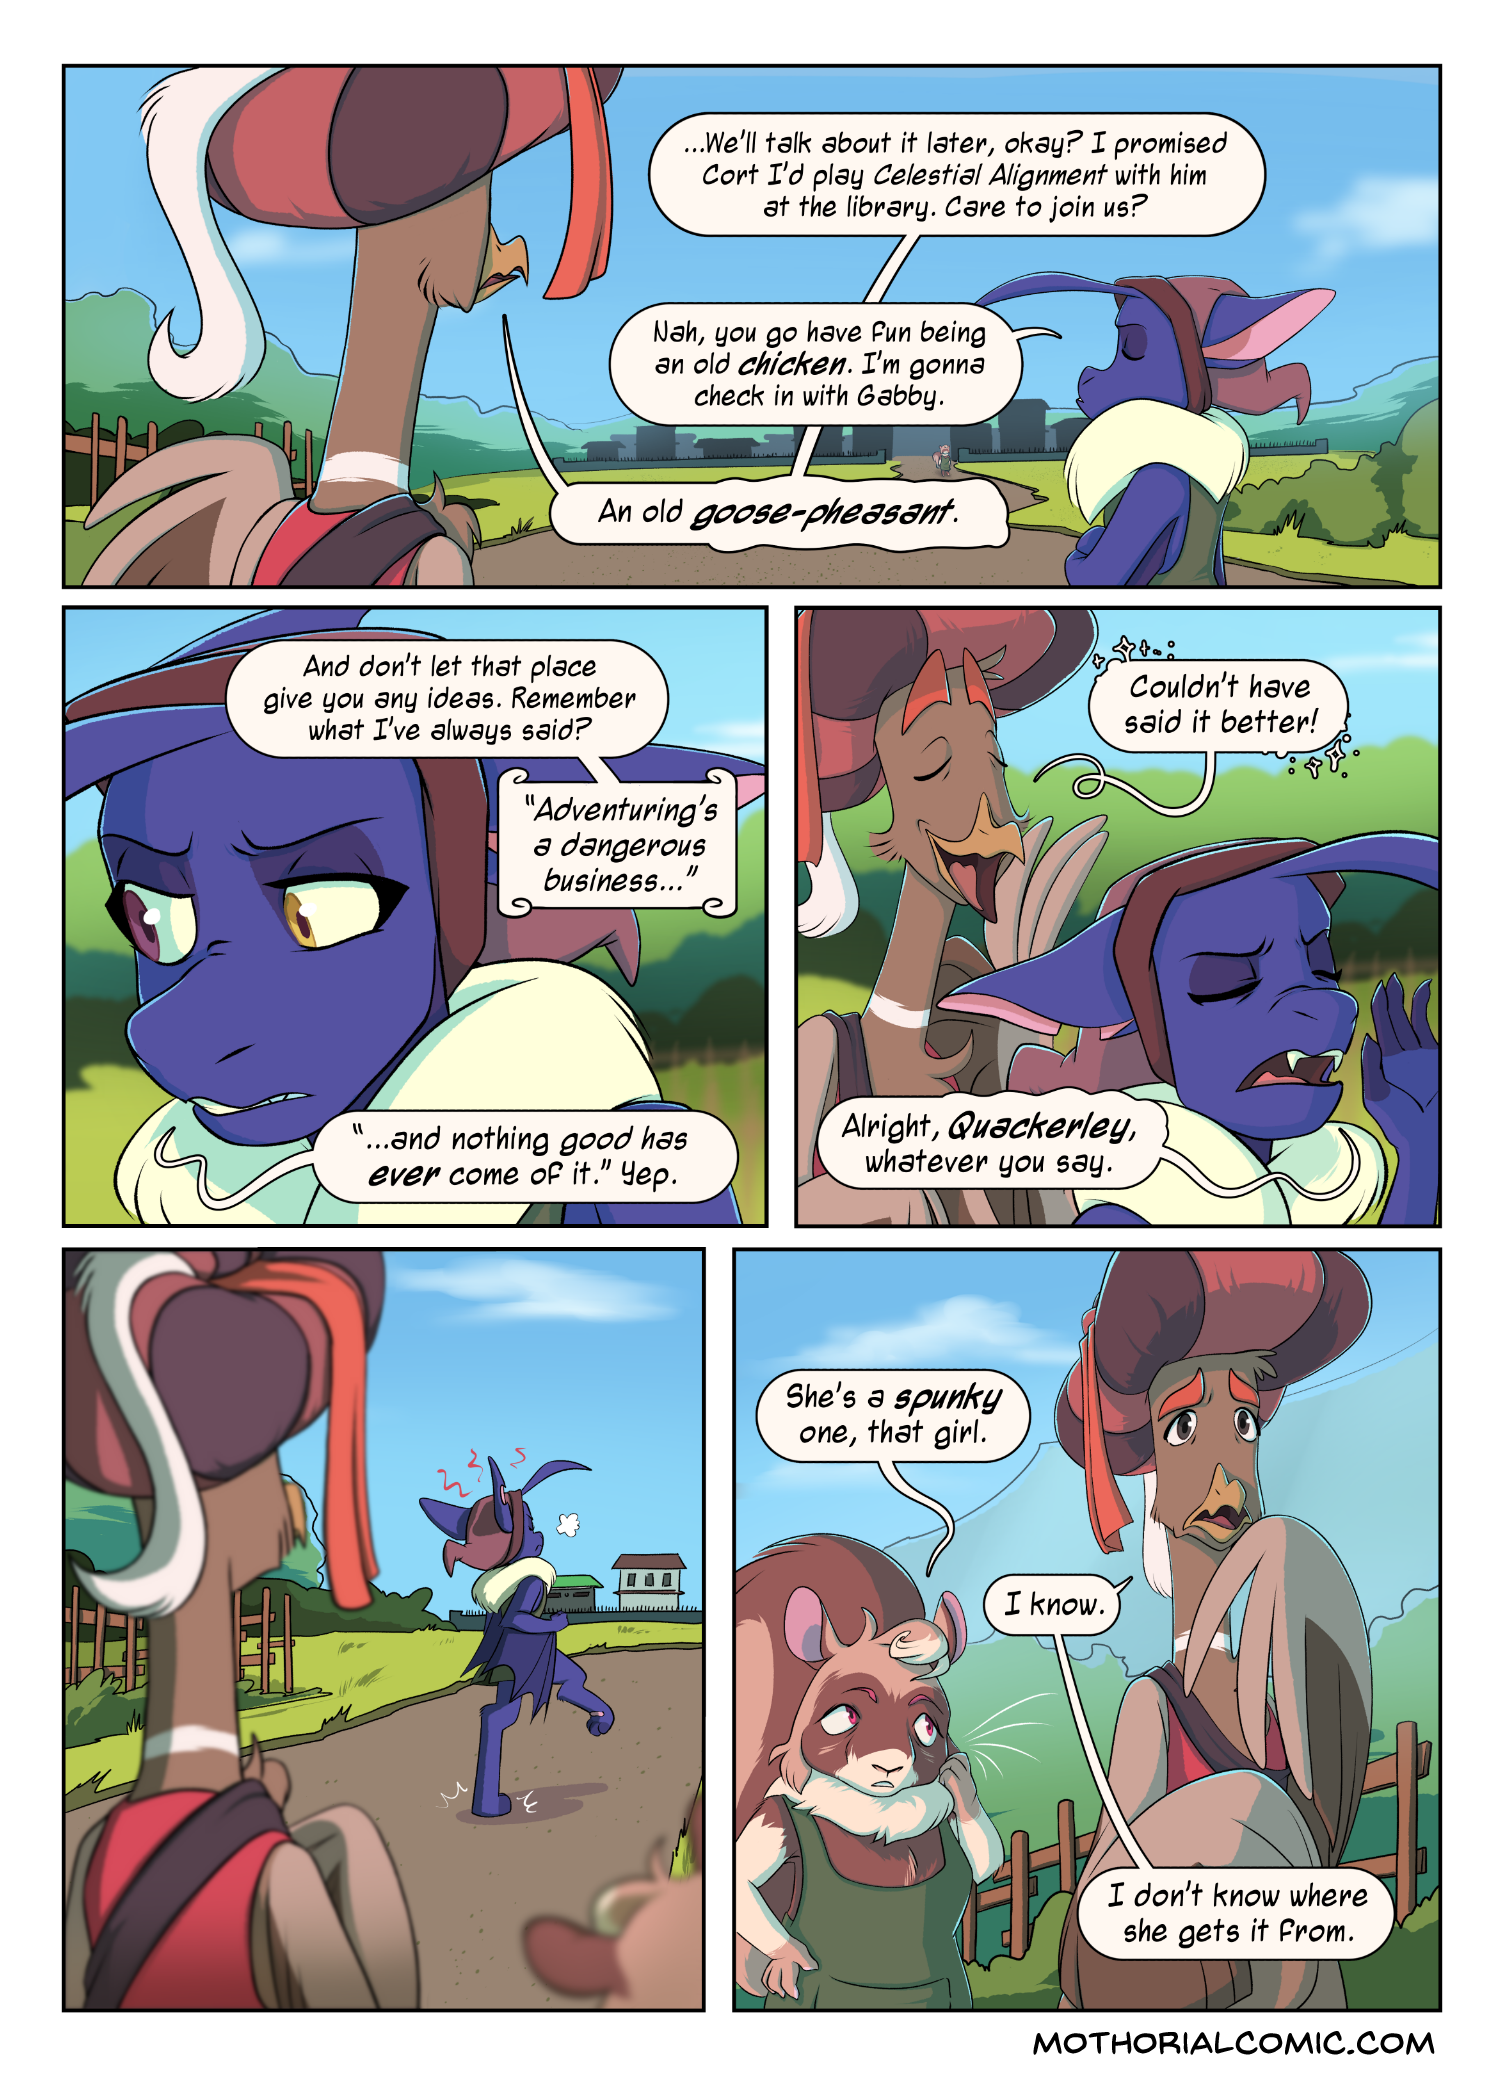 ...We'll talk about it later, okay? I promised
Cort I'd play Celestial Alignment with him
at the library. Care to join us?
Nah, you go have fun being
an old chicken. I'm gonna
check in with Gabby.
An old goose-pheasant.
And don't let that place
give you any ideas. Remember
what I've always said?
"Adventuring's
a dangerous
business..."
"...and nothing good has
ever come of it." Yep.
Couldn't have
said it better!
Alright, Quackerley,
whatever you say.
She's a spunky
one, that girl.
I know.
I don't know where
she gets it from.
MOTHORIALCOMIC.COM